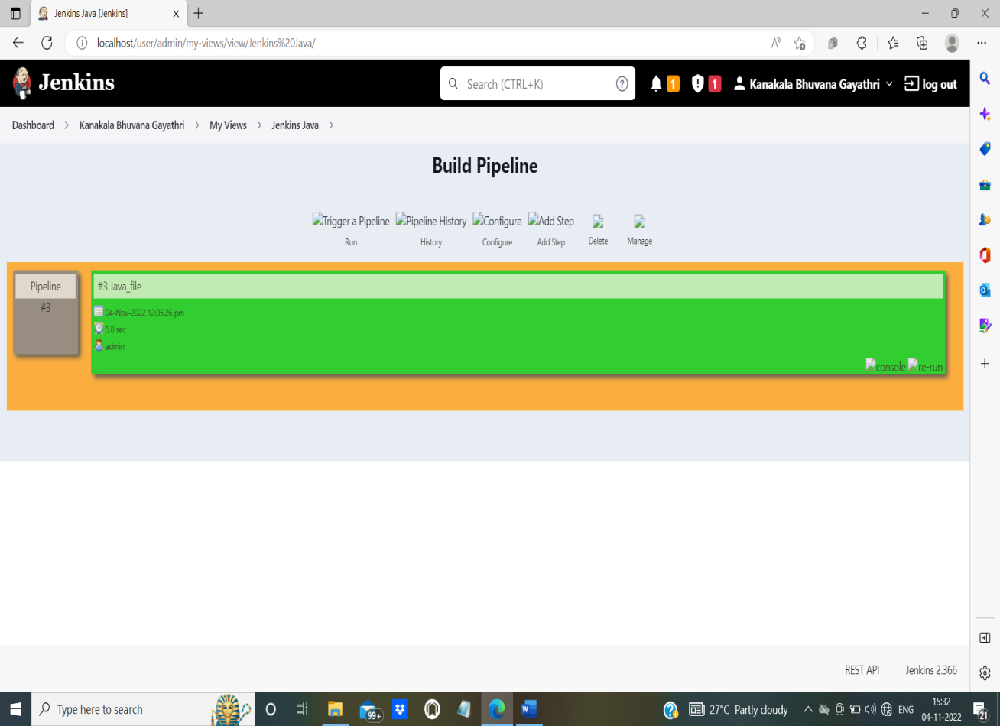 Jenkins Java [Jenkins]
localhost/user/admin/my-views/view/Jenkins%20Java/
Jenkins
Search (CTRL+K)
1
1
Kanakala Bhuvana Gayathri
log out
Dashboard > Kanakala Bhuvana Gayathri > My Views > Jenkins Java >
Build Pipeline
Trigger a Pipeline Pipeline History Configure Add Step
Run History Configure Add Step Delete Manage
Pipeline
#3
#3 Java_file
04-Nov-2022 12:05:26 pm
5.8 sec
admin
console re-run
REST API Jenkins 2.366
Type here to search
99+
27°C Partly cloudy
ENG
15:32
04-11-2022
21